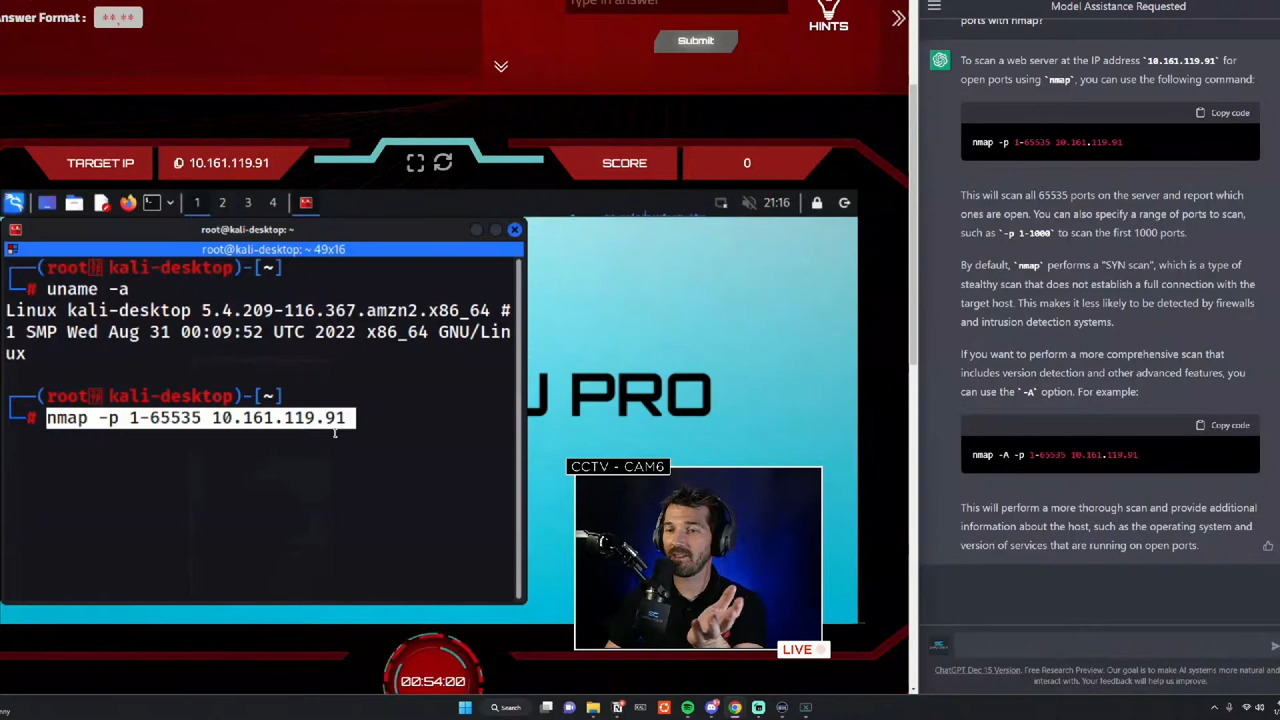 Answer Format :
**.**
Type in answer
Submit
HINTS
TARGET IP
10.161.119.91
SCORE
0
1
2
3
4
21:16
root@kali-desktop: ~
root@kali-desktop: ~ 49x16
┌──(root kali-desktop)-[~]
└─# uname -a
Linux kali-desktop 5.4.209-116.367.amzn2.x86_64 #
1 SMP Wed Aug 31 00:09:52 UTC 2022 x86_64 GNU/Lin
ux
┌──(root kali-desktop)-[~]
└─# nmap -p 1-65535 10.161.119.91
PRO
CCTV - CAM6
LIVE
00:54:00
Search
Model Assistance Requested
ports with nmap?
To scan a web server at the IP address `10.161.119.91` for
open ports using `nmap`, you can use the following command:
Copy code
nmap -p 1-65535 10.161.119.91
This will scan all 65535 ports on the server and report which
ones are open. You can also specify a range of ports to scan,
such as `-p 1-1000` to scan the first 1000 ports.
By default, `nmap` performs a "SYN scan", which is a type of
stealthy scan that does not establish a full connection with the
target host. This makes it less likely to be detected by firewalls
and intrusion detection systems.
If you want to perform a more comprehensive scan that
includes version detection and other advanced features, you
can use the `-A` option. For example:
Copy code
nmap -A -p 1-65535 10.161.119.91
This will perform a more thorough scan and provide additional
information about the host, such as the operating system and
version of services that are running on open ports.
ChatGPT Dec 15 Version. Free Research Preview. Our goal is to make AI systems more natural and
interact with. Your feedback will help us improve.